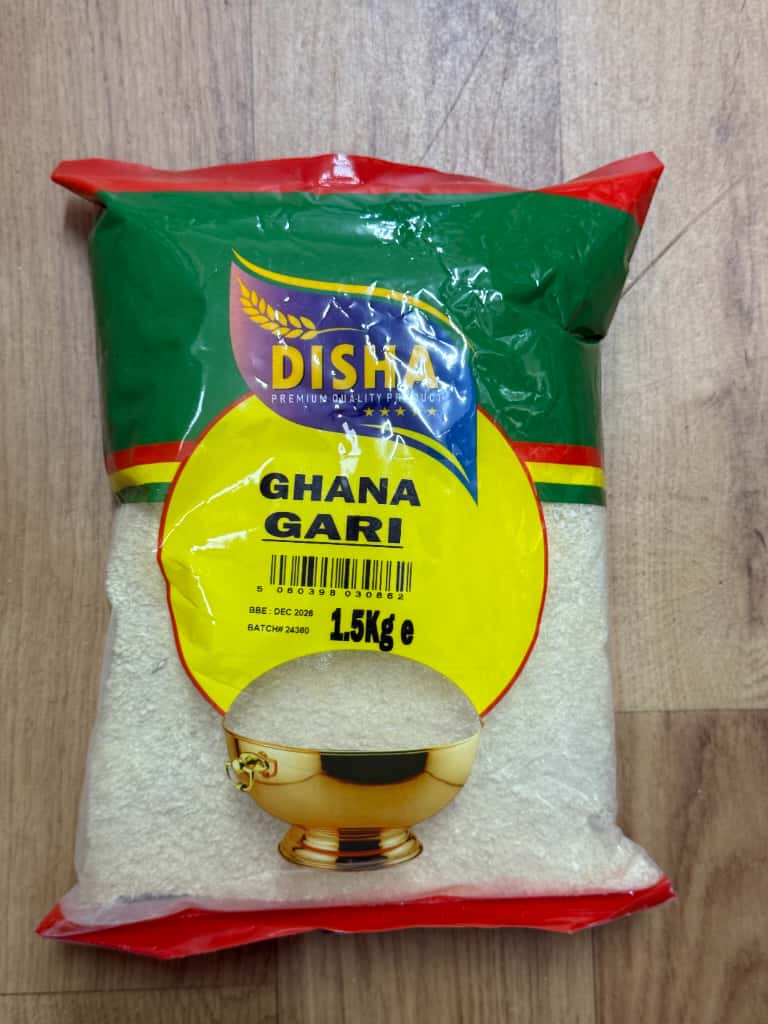 DISHA
PREMIUM QUALITY PRODUCT
GHANA
GARI
5 060398 030862
BBE : DEC 2026
BATCH# 24360
1.5Kg e